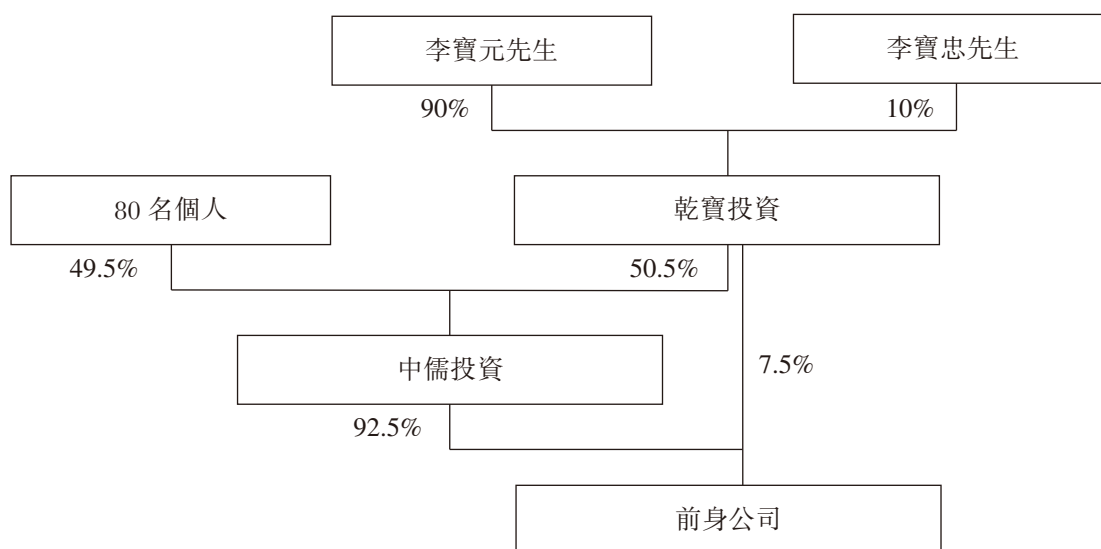 李寶元先生
李寶忠先生
90%
10%
80 名個人
乾寶投資
49.5%
50.5%
中儒投資
7.5%
92.5%
前身公司